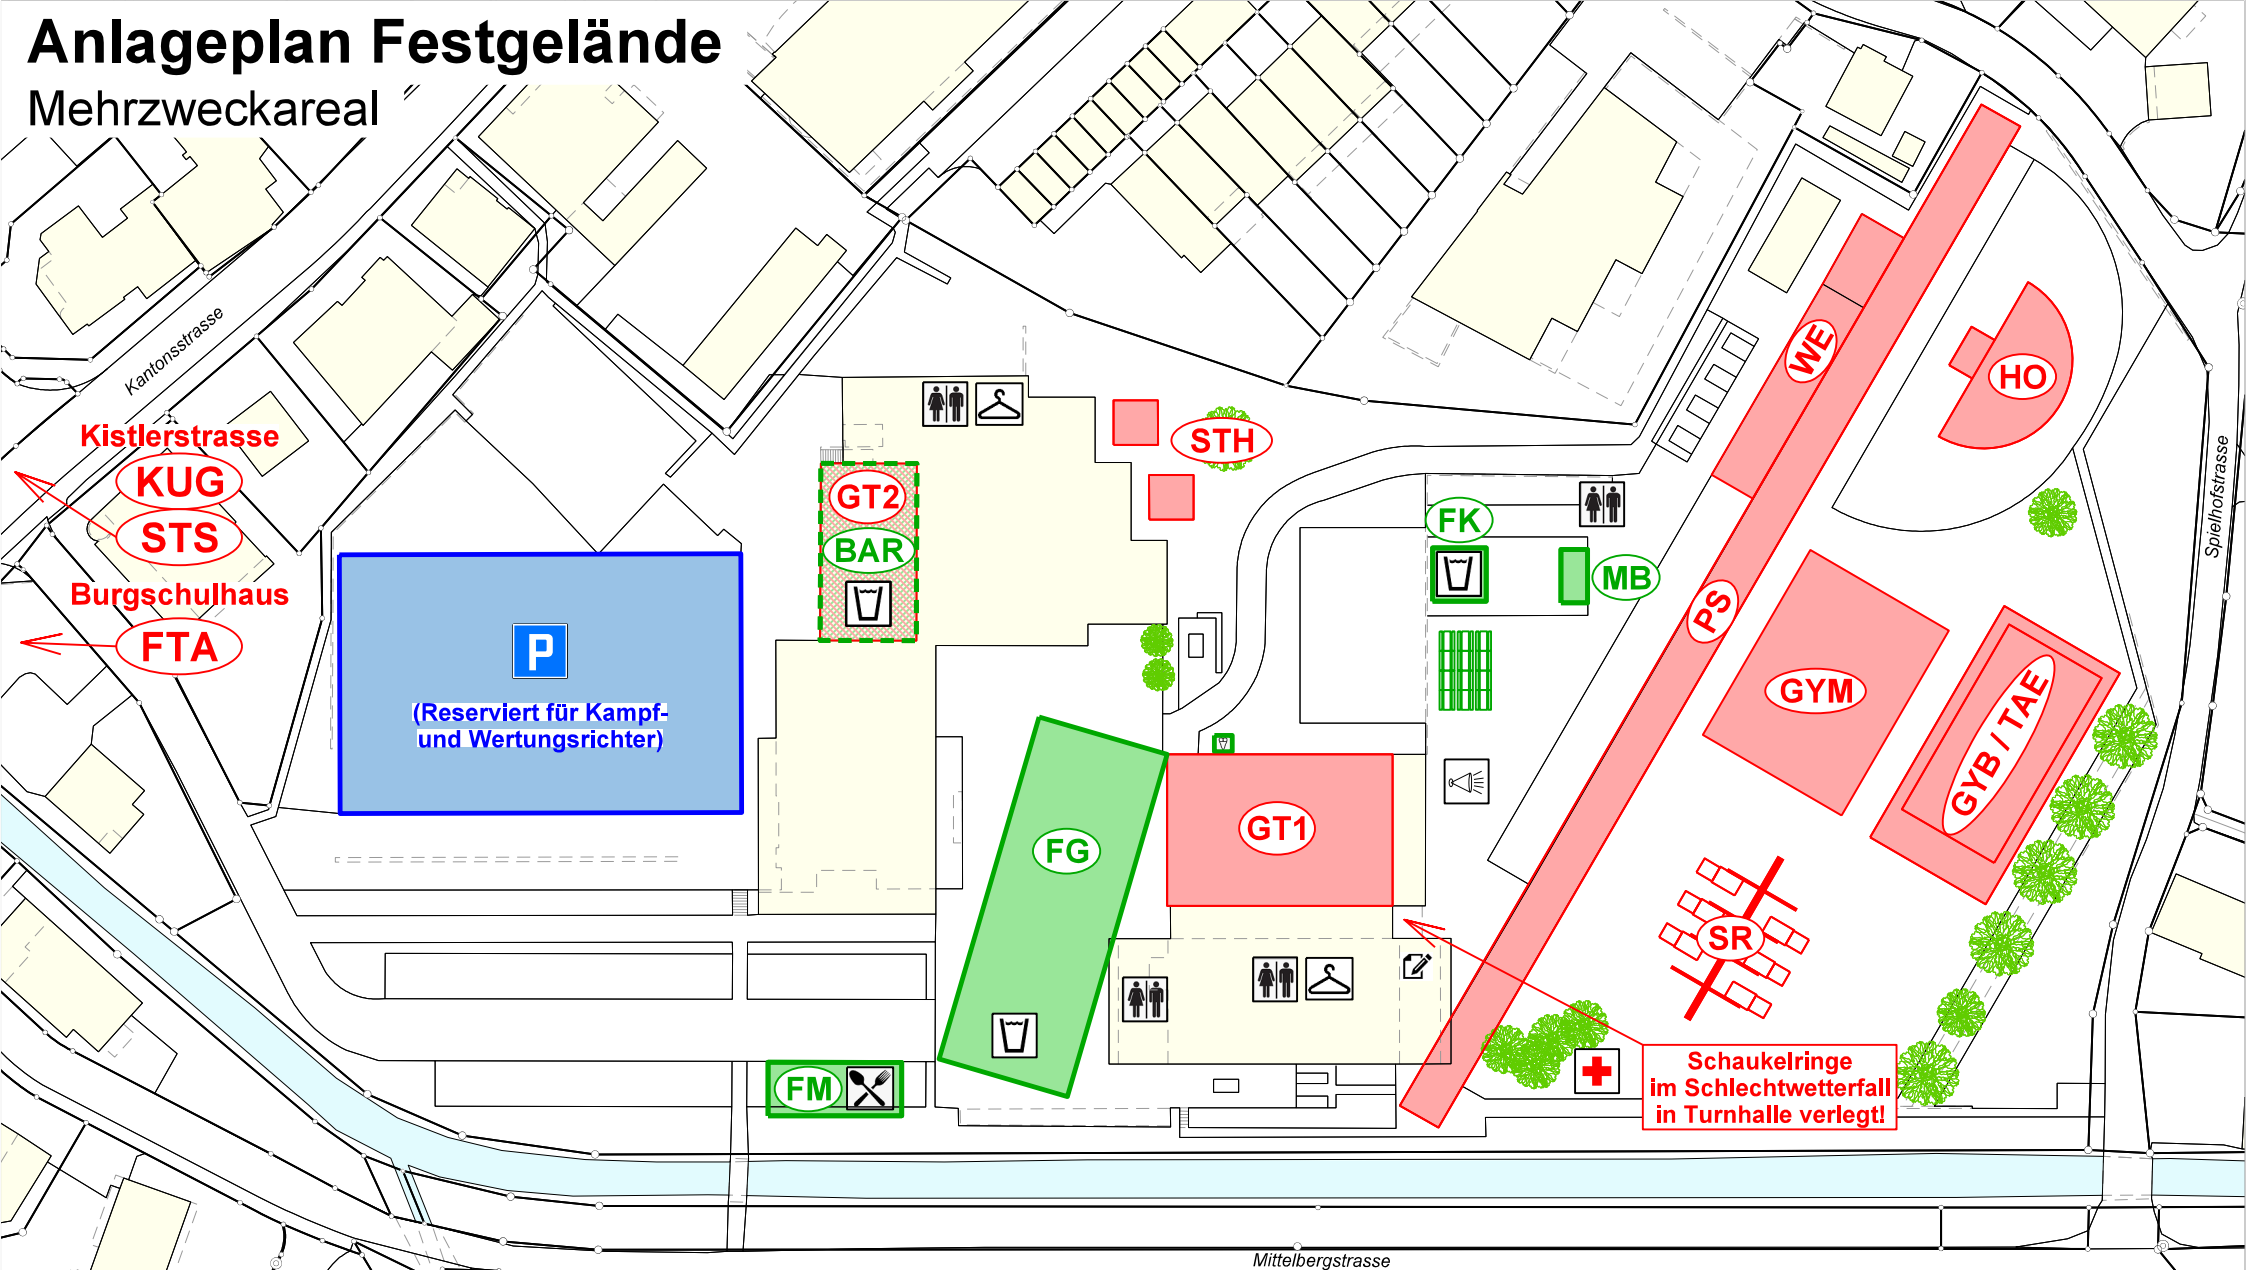 Anlageplan Festgelände
Mehrzweckareal
Kantonsstrasse
Kistlerstrasse
KUG
STS
Burgschulhaus
FTA
P
(Reserviert für Kampf-
und Wertungsrichter)
GT2
BAR
STH
FK
MB
WE
HO
PS
GYM
GYB / TAE
Spielhofstrasse
FG
GT1
SR
FM
Schaukelringe
im Schlechtwetterfall
in Turnhalle verlegt!
Mittelbergstrasse